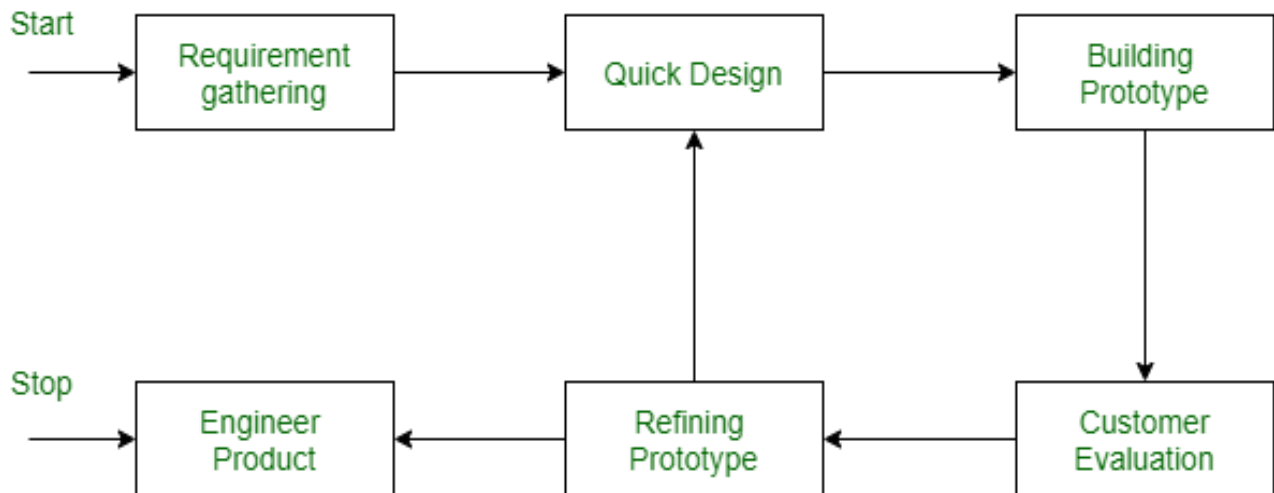 Start
Requirement
gathering
Quick Design
Building
Prototype
Stop
Engineer
Product
Refining
Prototype
Customer
Evaluation